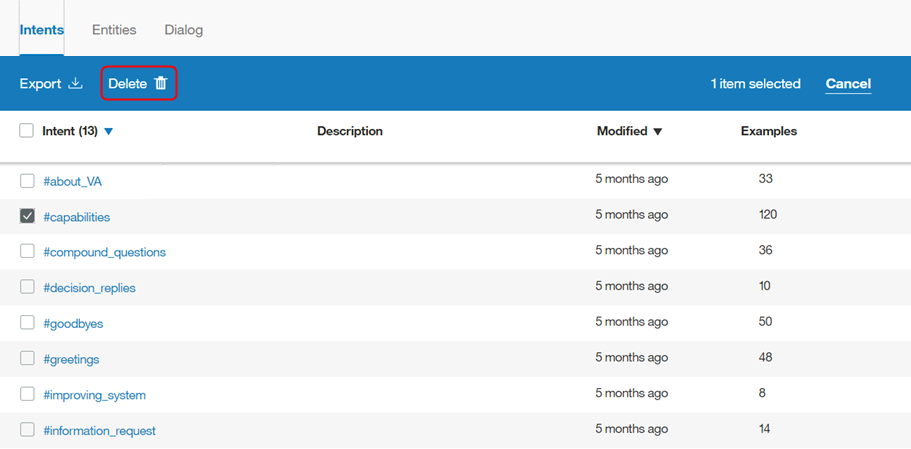 Intents Entities Dialog
Export Delete 1 item selected Cancel
Intent (13) Description Modified Examples
#about_VA 5 months ago 33
#capabilities 5 months ago 120
#compound_questions 5 months ago 36
#decision_replies 5 months ago 10
#goodbyes 5 months ago 50
#greetings 5 months ago 48
#improving_system 5 months ago 8
#information_request 5 months ago 14